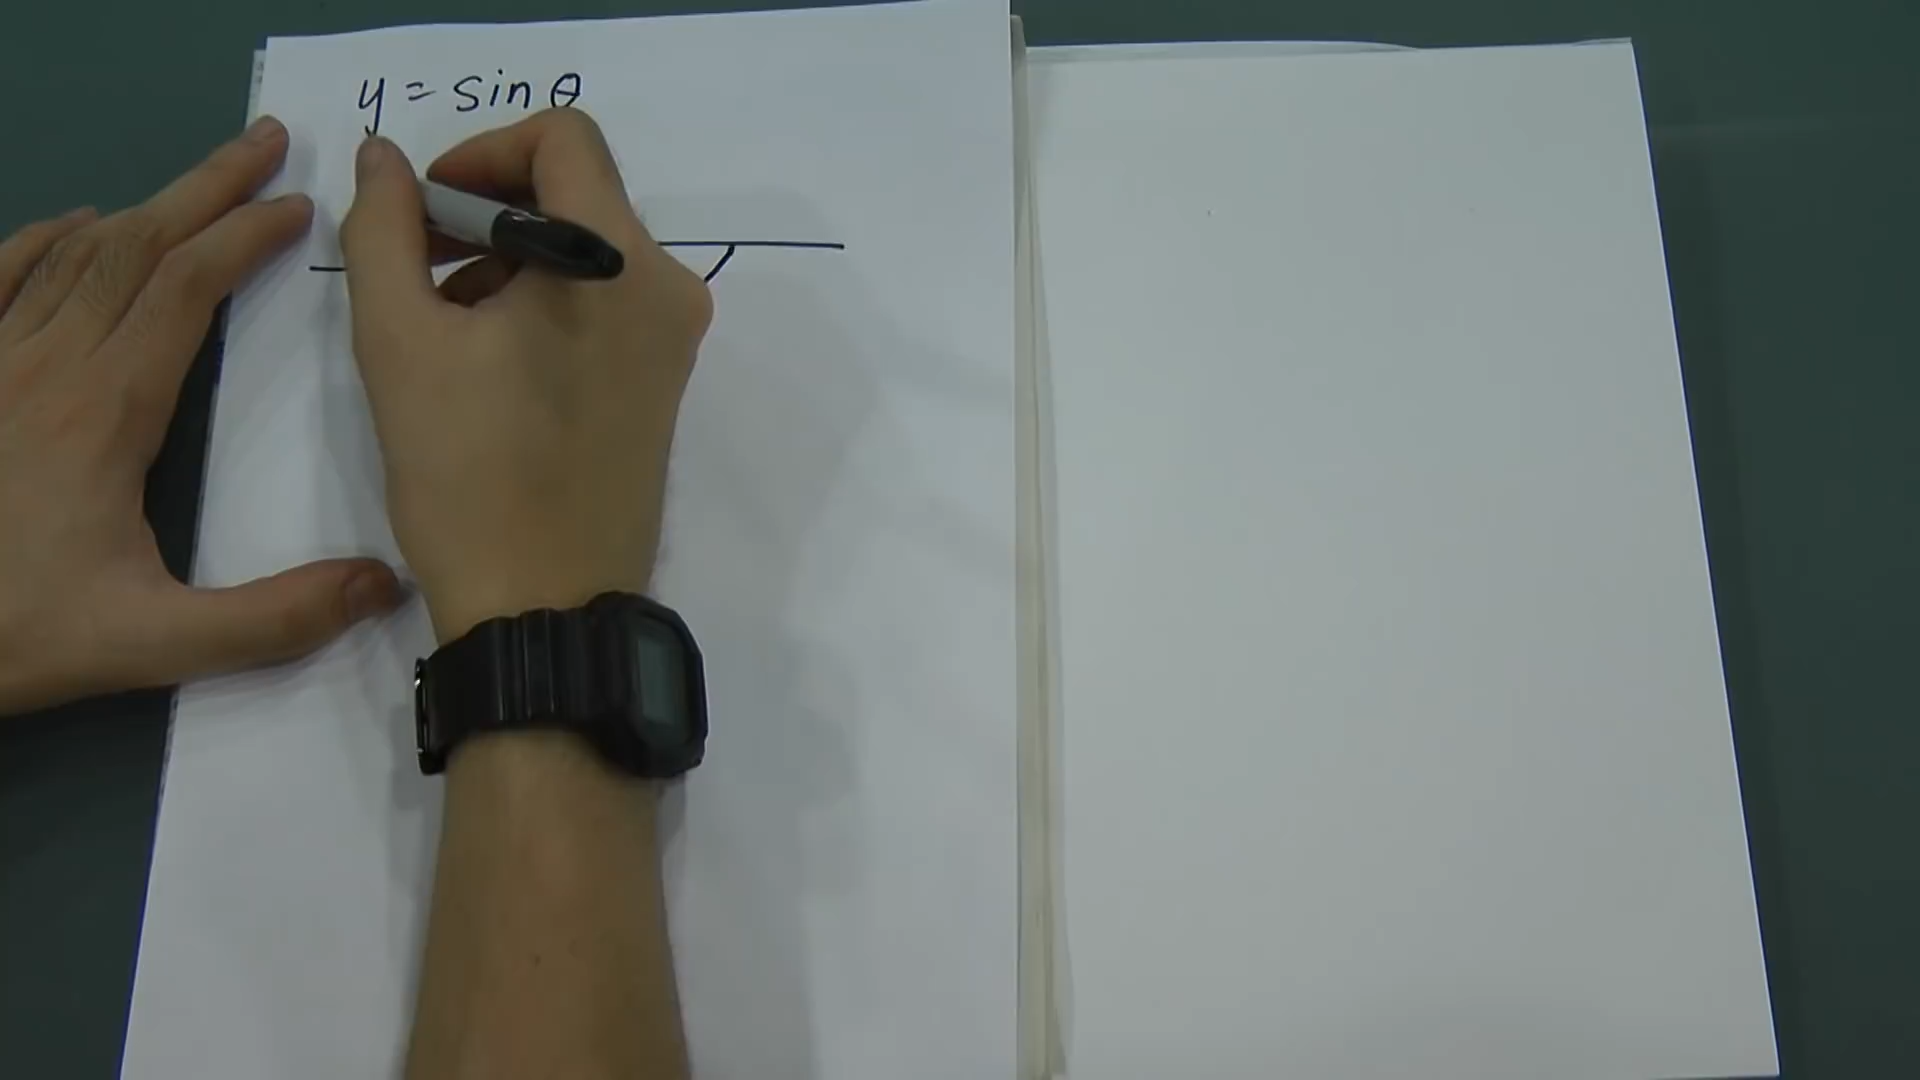 y = sin θ